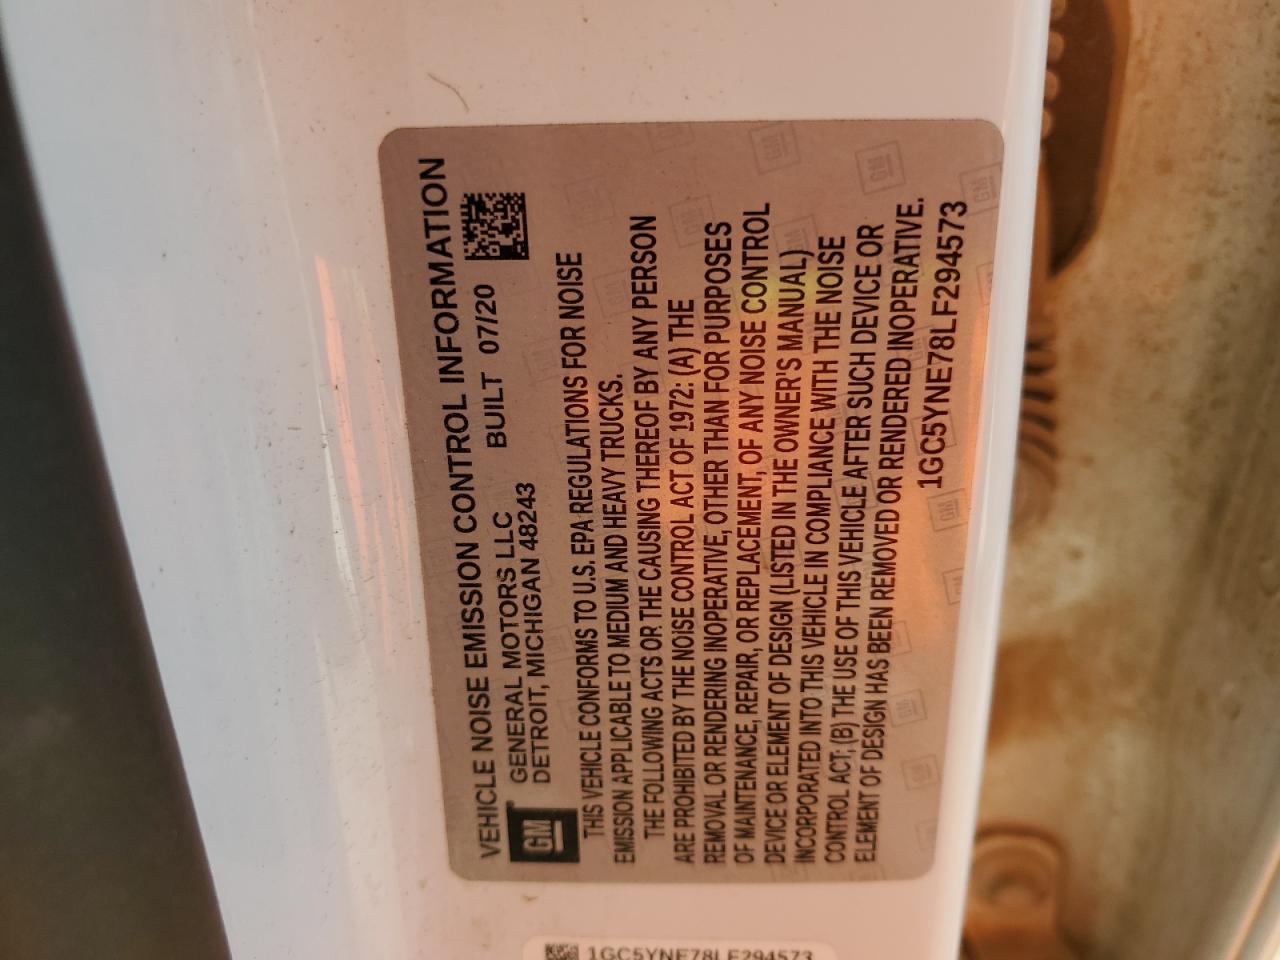 VEHICLE NOISE EMISSION CONTROL INFORMATION
GM
GENERAL MOTORS LLC BUILT 07/20
DETROIT, MICHIGAN 48243
THIS VEHICLE CONFORMS TO U.S. EPA REGULATIONS FOR NOISE
EMISSION APPLICABLE TO MEDIUM AND HEAVY TRUCKS.
THE FOLLOWING ACTS OR THE CAUSING THEREOF BY ANY PERSON
ARE PROHIBITED BY THE NOISE CONTROL ACT OF 1972: (A) THE
REMOVAL OR RENDERING INOPERATIVE, OTHER THAN FOR PURPOSES
OF MAINTENANCE, REPAIR, OR REPLACEMENT, OF ANY NOISE CONTROL
DEVICE OR ELEMENT OF DESIGN (LISTED IN THE OWNER'S MANUAL)
INCORPORATED INTO THIS VEHICLE IN COMPLIANCE WITH THE NOISE
CONTROL ACT; (B) THE USE OF THIS VEHICLE AFTER SUCH DEVICE OR
ELEMENT OF DESIGN HAS BEEN REMOVED OR RENDERED INOPERATIVE.
1GC5YNE78LF294573
1GC5YNE78LF294573